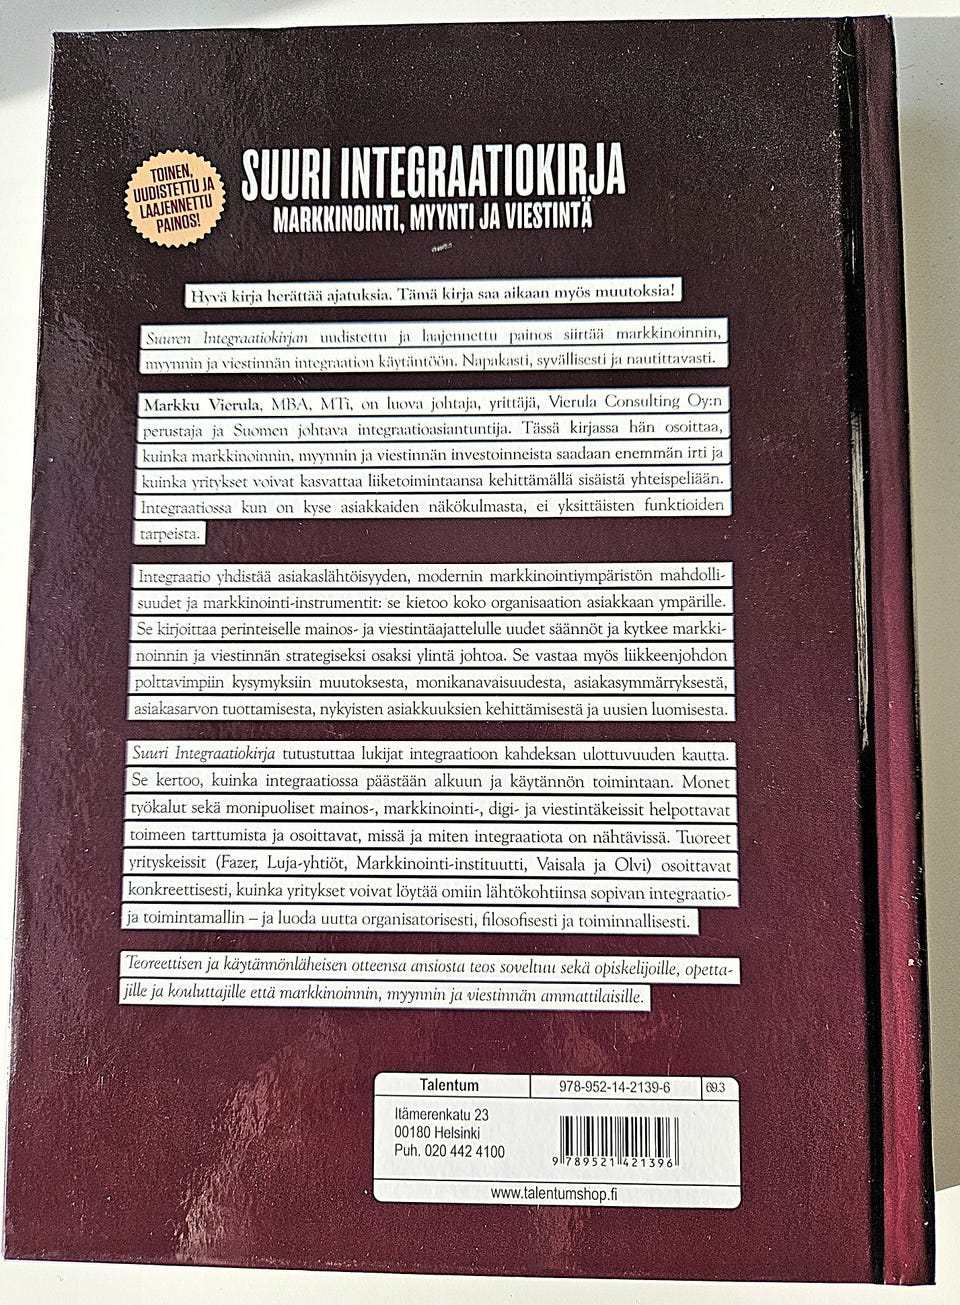 TOINEN,
UUDISTETTU JA
LAAJENNETTU
PAINOS!
SUURI INTEGRAATIOKIRJA
MARKKINOINTI, MYYNTI JA VIESTINTÄ
Hyvä kirja herättää ajatuksia. Tämä kirja saa aikaan myös muutoksia!
Suuren Integraatiokirjan uudistettu ja laajennettu painos siirtää markkinoinnin,
myynnin ja viestinnän integraation käytäntöön. Napakasti, syvällisesti ja nautittavasti.
Markku Vierula, MBA, MTi, on luova johtaja, yrittäjä, Vierula Consulting Oy:n
perustaja ja Suomen johtava integraatioasiantuntija. Tässä kirjassa hän osoittaa,
kuinka markkinoinnin, myynnin ja viestinnän investoinneista saadaan enemmän irti ja
kuinka yritykset voivat kasvattaa liiketoimintaansa kehittämällä sisäistä yhteispeliään.
Integraatiossa kun on kyse asiakkaiden näkökulmasta, ei yksittäisten funktioiden
tarpeista.
Integraatio yhdistää asiakaslähtöisyyden, modernin markkinointiympäristön mahdolli-
suudet ja markkinointi-instrumentit: se kietoo koko organisaation asiakkaan ympärille.
Se kirjoittaa perinteiselle mainos- ja viestintäajattelulle uudet säännöt ja kytkee markki-
noinnin ja viestinnän strategiseksi osaksi ylintä johtoa. Se vastaa myös liikkeenjohdon
polttavimpiin kysymyksiin muutoksesta, monikanavaisuudesta, asiakasymmärryksestä,
asiakasarvon tuottamisesta, nykyisten asiakkuuksien kehittämisestä ja uusien luomisesta.
Suuri Integraatiokirja tutustuttaa lukijat integraatioon kahdeksan ulottuvuuden kautta.
Se kertoo, kuinka integraatiossa päästään alkuun ja käytännön toimintaan. Monet
työkalut sekä monipuoliset mainos-, markkinointi-, digi- ja viestintäkeissit helpottavat
toimeen tarttumista ja osoittavat, missä ja miten integraatiota on nähtävissä. Tuoreet
yrityskeissit (Fazer, Luja-yhtiöt, Markkinointi-instituutti, Vaisala ja Olvi) osoittavat
konkreettisesti, kuinka yritykset voivat löytää omiin lähtökohtiinsa sopivan integraatio-
ja toimintamallin – ja luoda uutta organisatorisesti, filosofisesti ja toiminnallisesti.
Teoreettisen ja käytännönläheisen otteensa ansiosta teos soveltuu sekä opiskelijoille, opetta-
jille ja kouluttajille että markkinoinnin, myynnin ja viestinnän ammattilaisille.
Talentum 978-952-14-2139-6 69.3
Itämerenkatu 23
00180 Helsinki
Puh. 020 442 4100
9 789521 421396
www.talentumshop.fi